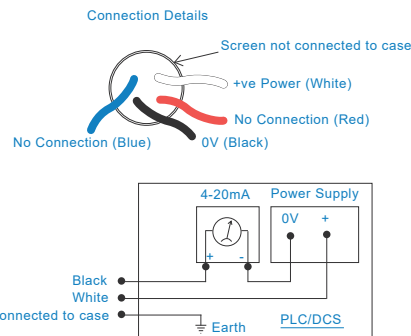 Connection Details
Screen not connected to case
+ve Power (White)
No Connection (Red)
No Connection (Blue)
0V (Black)
4-20mA
Power Supply
0V
+
+
-
Black
White
connected to case
Earth
PLC/DCS